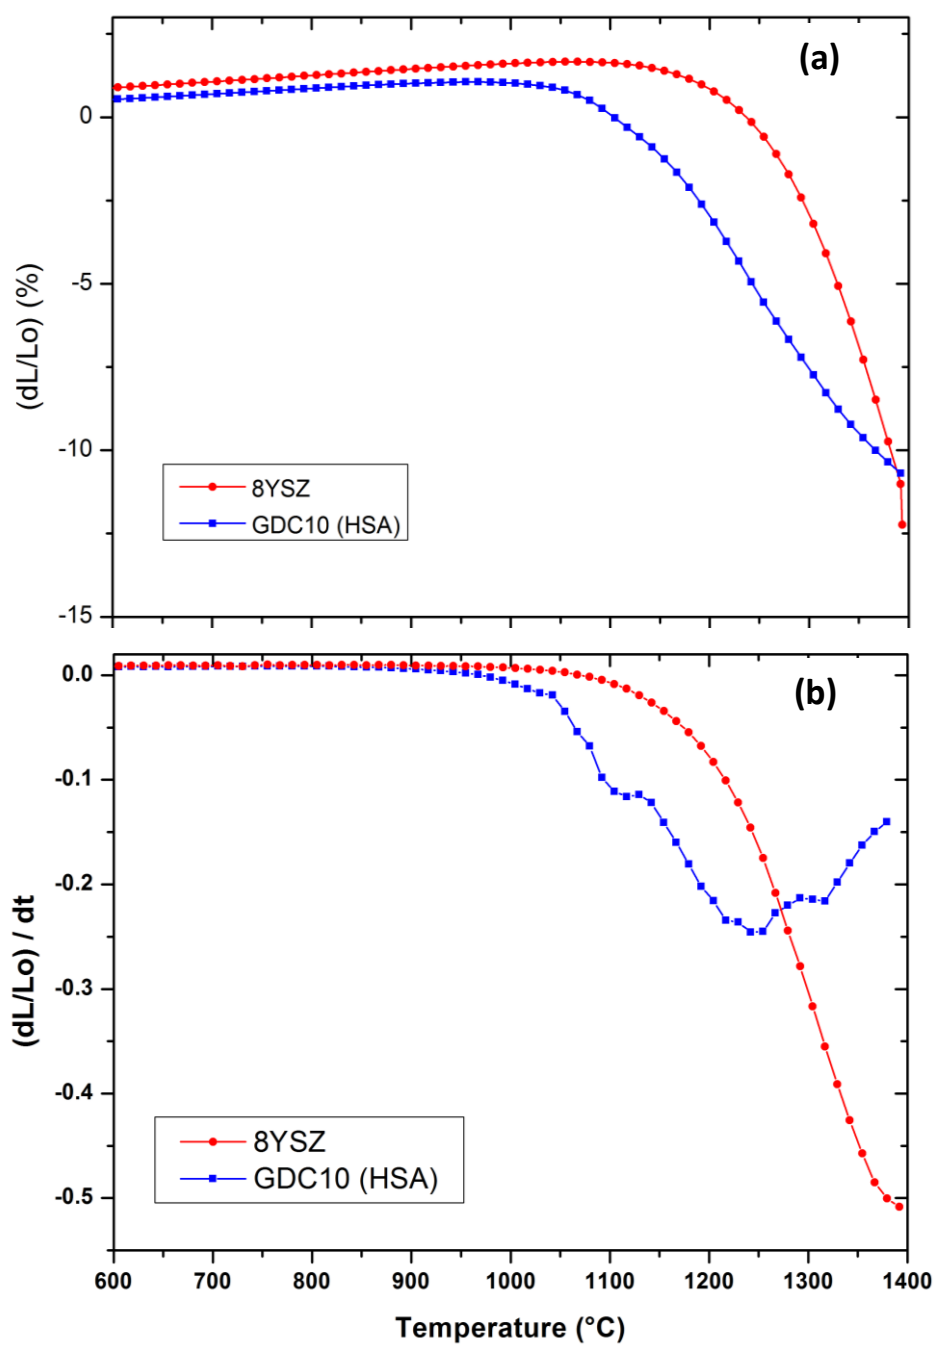 (a)
0
-5
-10
-15
(dL/Lo) (%)
8YSZ
GDC10 (HSA)
(b)
0.0
-0.1
-0.2
-0.3
-0.4
-0.5
(dL/Lo) / dt
8YSZ
GDC10 (HSA)
600 700 800 900 1000 1100 1200 1300 1400
Temperature (°C)